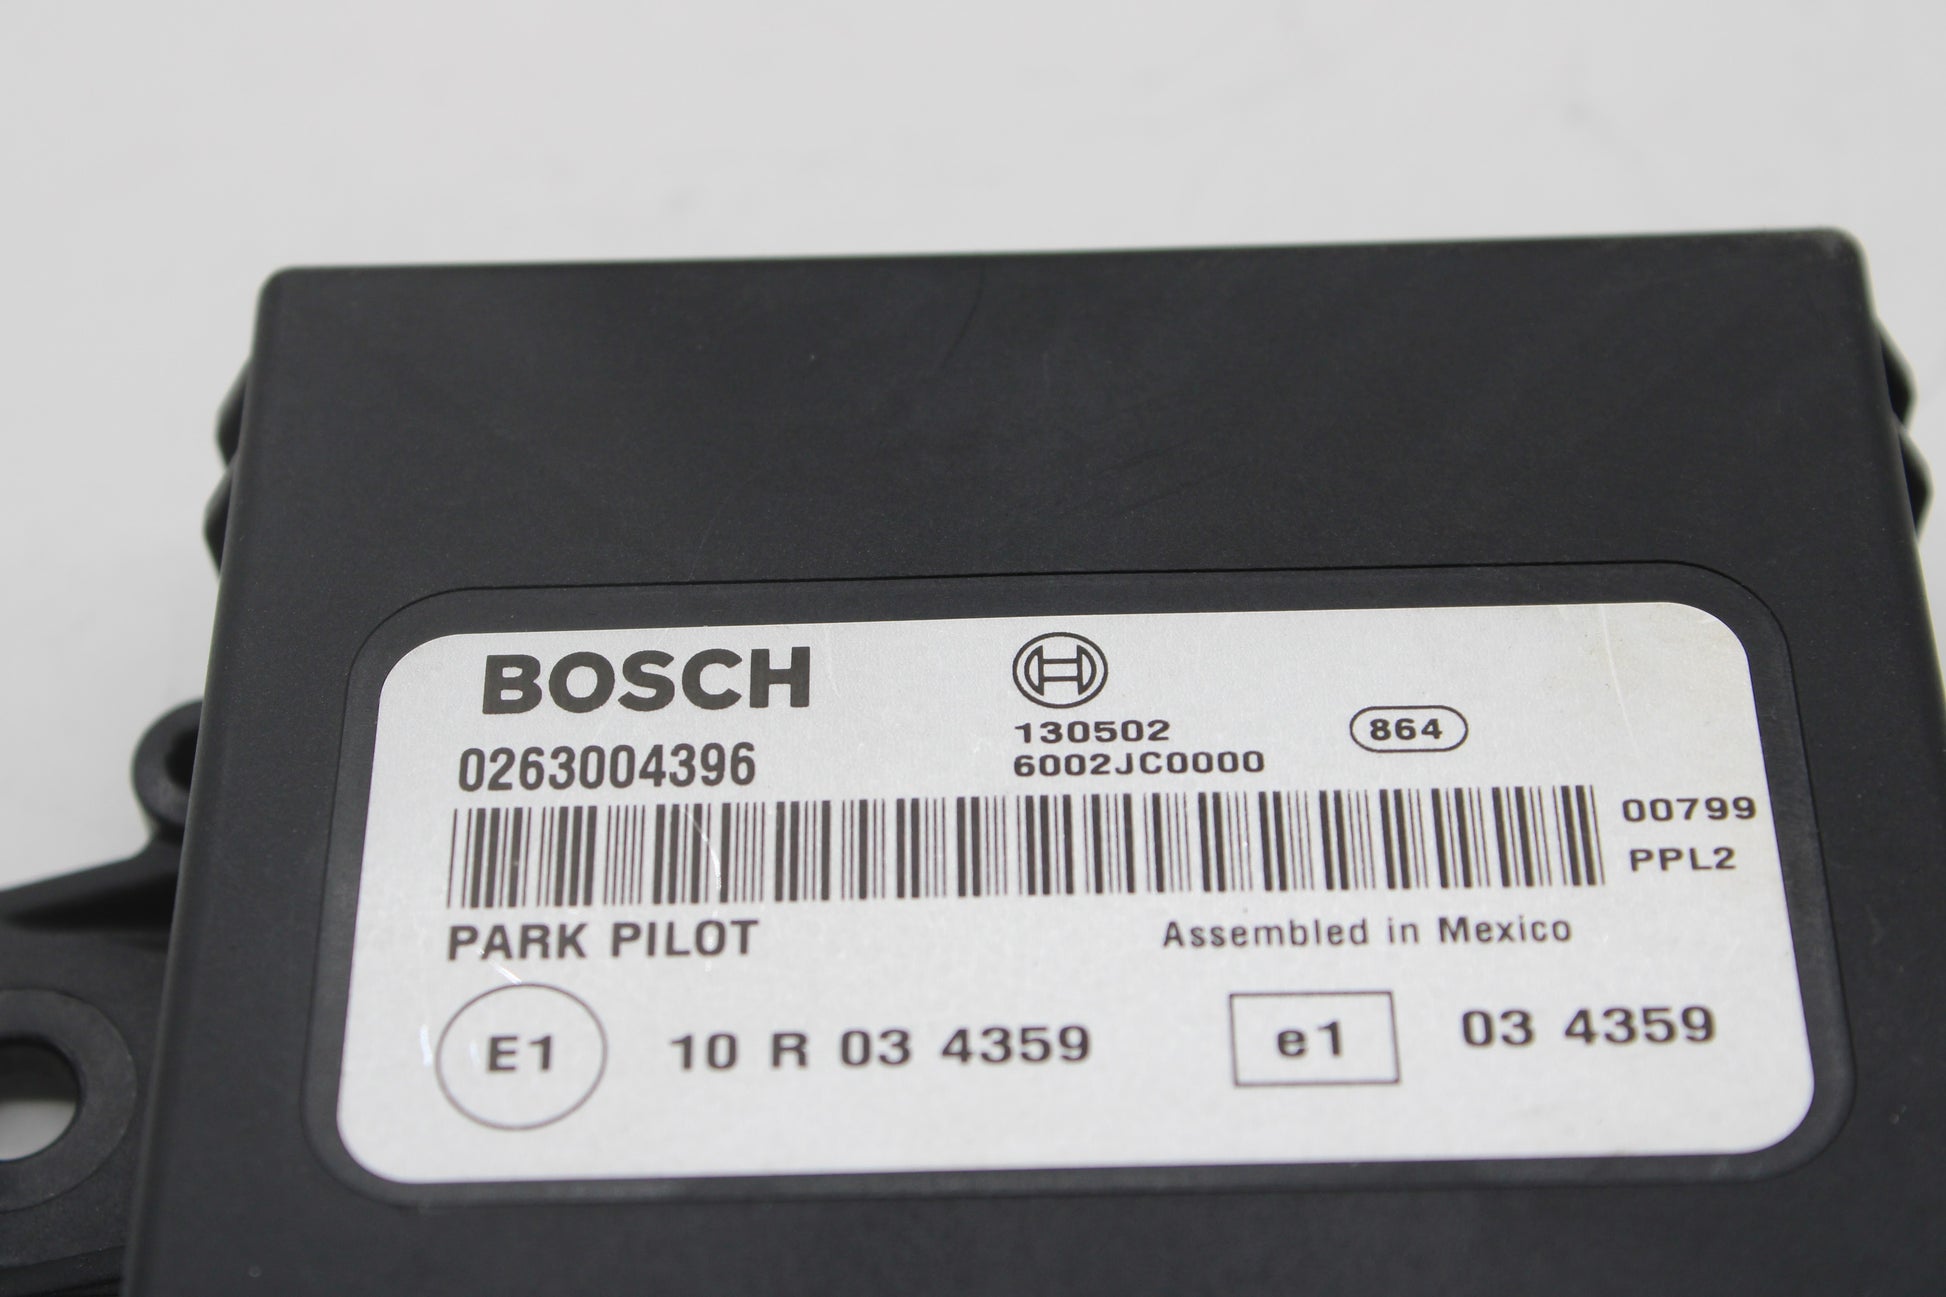 BOSCH
0263004396
130502
6002JC0000
864
00799
PPL2
PARK PILOT
Assembled in Mexico
E1 10 R 03 4359
e1 03 4359